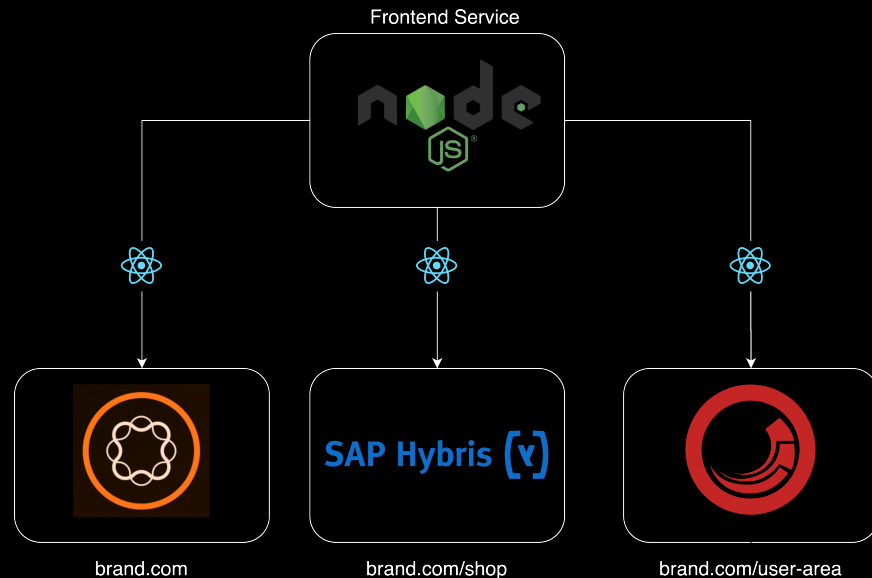 Frontend Service
node
JS
®
SAP Hybris (v)
brand.com
brand.com/shop
brand.com/user-area